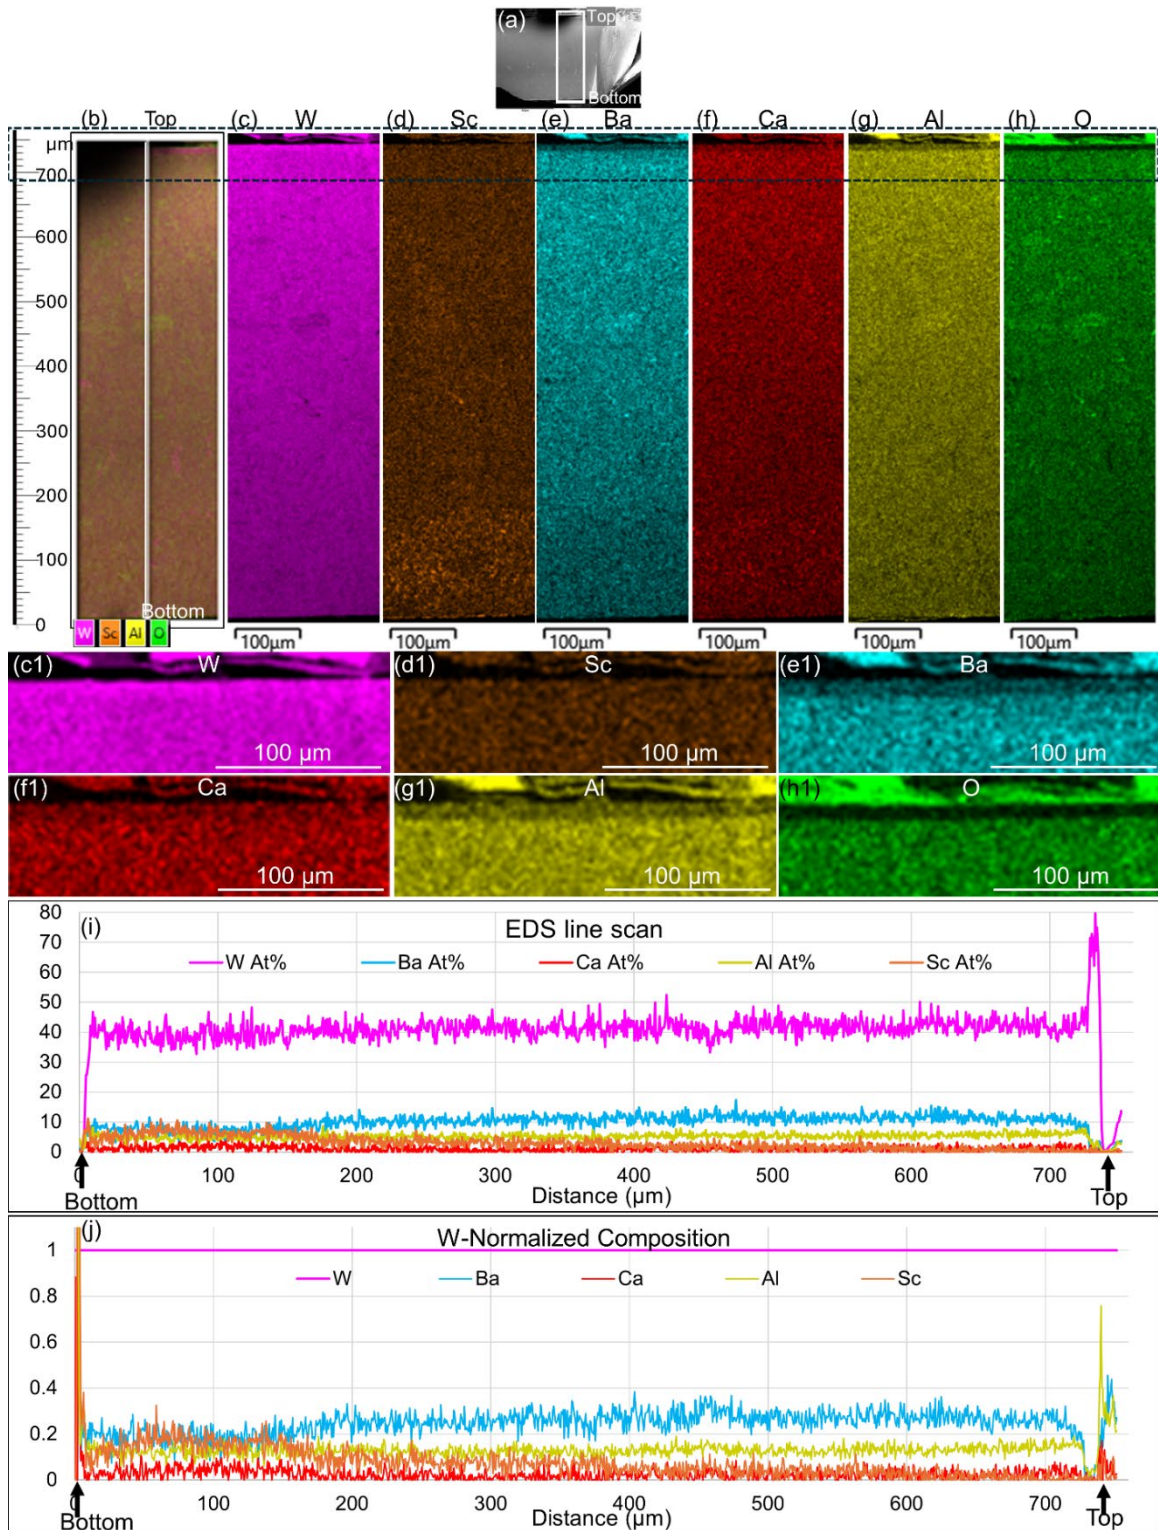 (a) Top
Bottom
(b) Top (c) W (d) Sc (e) Ba (f) Ca (g) Al (h) O
µm
700
600
500
400
300
200
100
0
Bottom
W Sc Al O
100µm 100µm 100µm 100µm 100µm 100µm
(c1) W (d1) Sc (e1) Ba
100 µm 100 µm 100 µm
(f1) Ca (g1) Al (h1) O
100 µm 100 µm 100 µm
(i) EDS line scan
W At% Ba At% Ca At% Al At% Sc At%
80
70
60
50
40
30
20
10
0
0 100 200 300 400 500 600 700
Bottom Distance (µm) Top
(j) W-Normalized Composition
W Ba Ca Al Sc
1
0.8
0.6
0.4
0.2
0
0 100 200 300 400 500 600 700
Bottom Distance (µm) Top